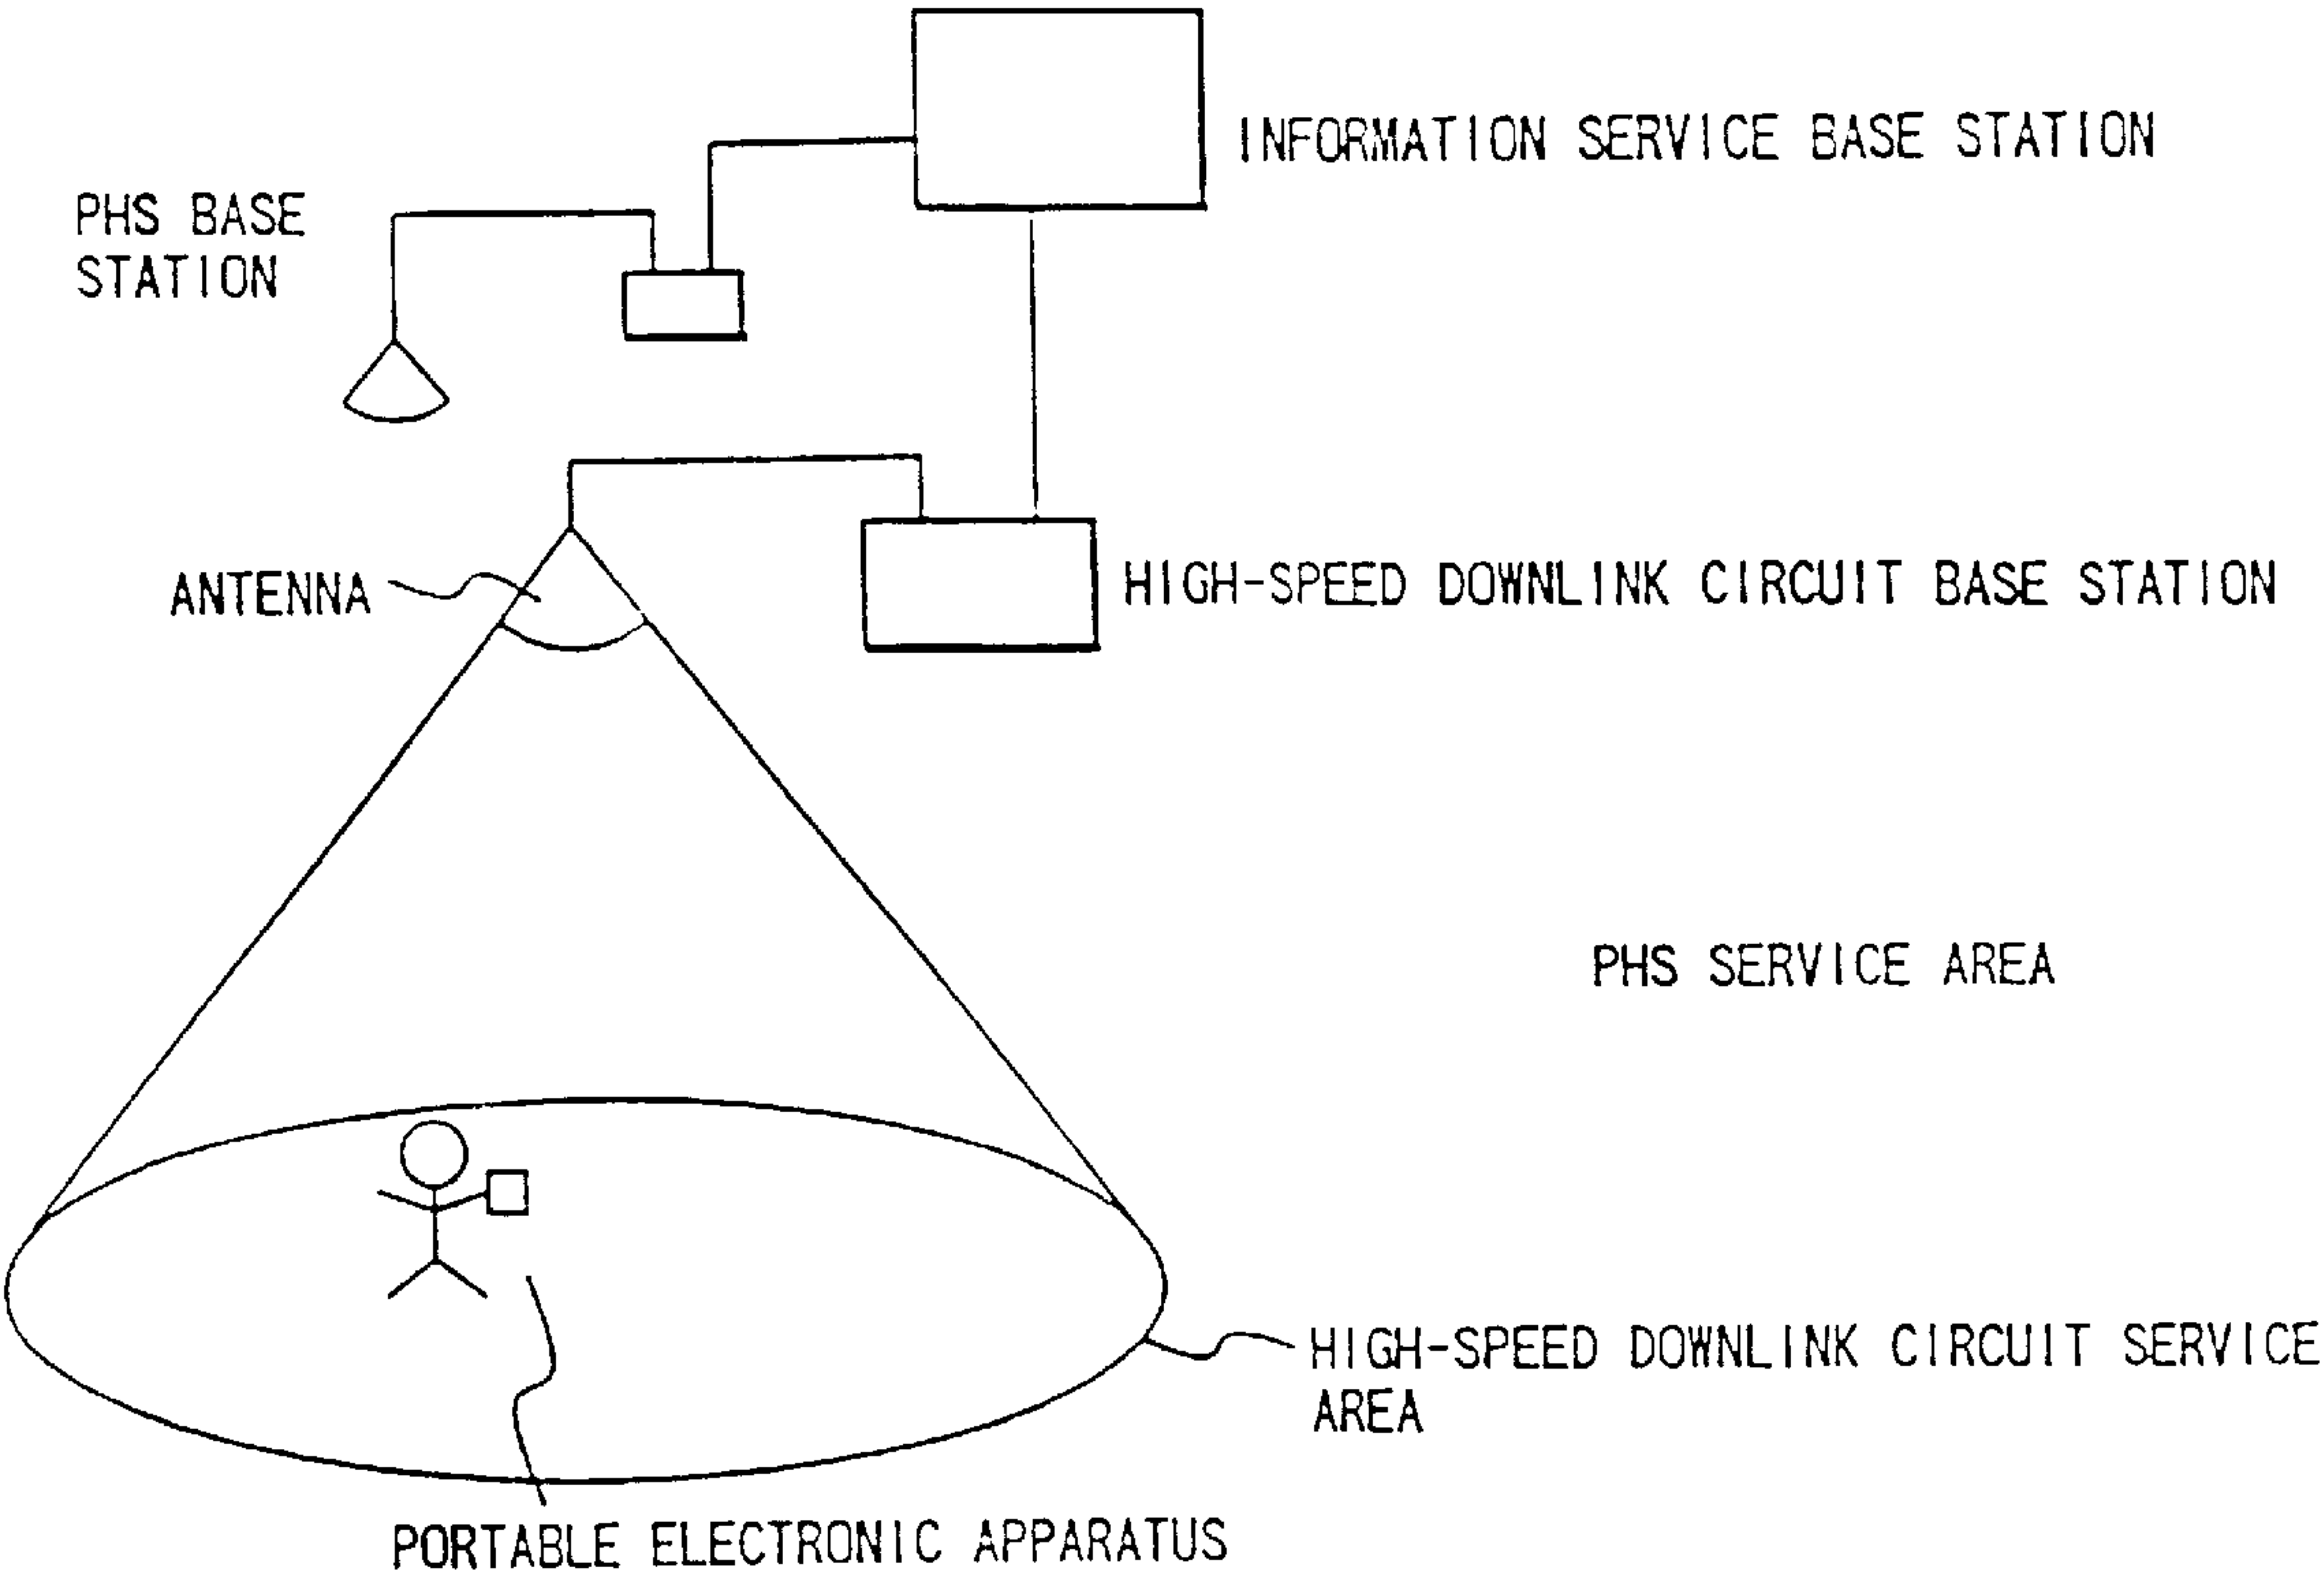 INFORMATION SERVICE BASE STATION
PHS BASE
STATION
ANTENNA
HIGH-SPEED DOWNLINK CIRCUIT BASE STATION
PHS SERVICE AREA
HIGH-SPEED DOWNLINK CIRCUIT SERVICE
AREA
PORTABLE ELECTRONIC APPARATUS